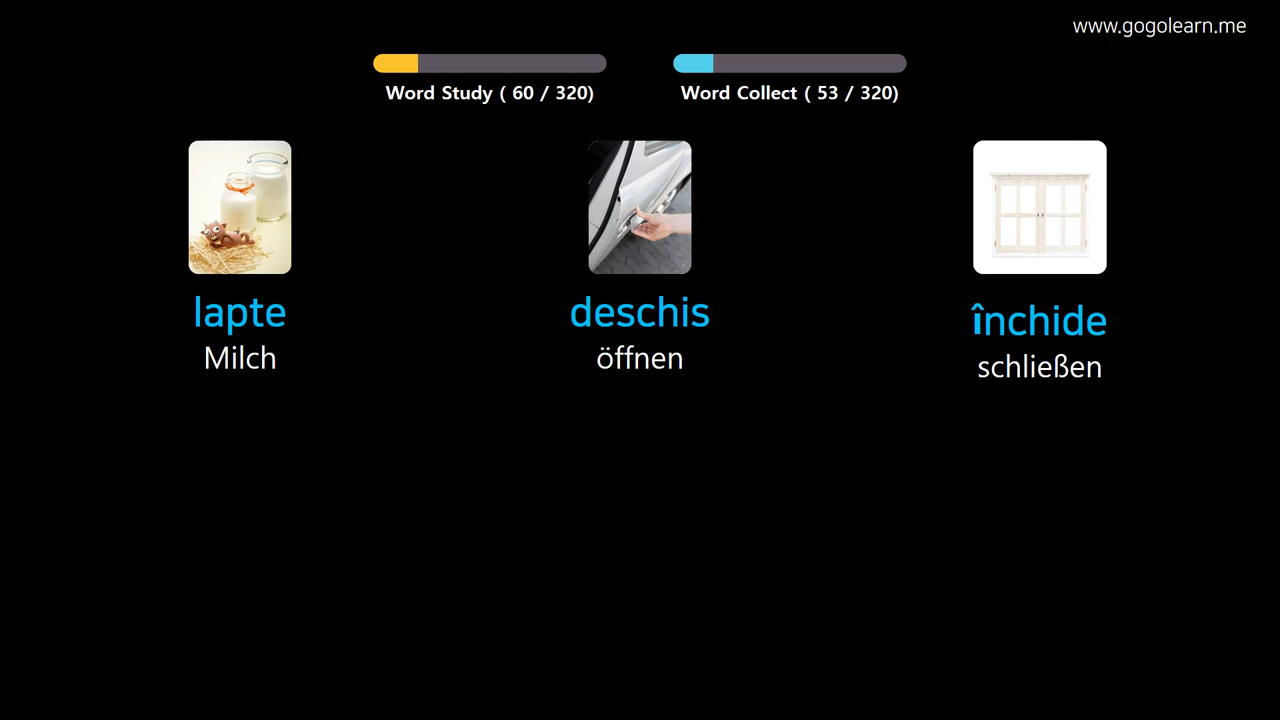 www.gogolearn.me
Word Study ( 60 / 320)
Word Collect ( 53 / 320)
lapte
Milch
deschis
öffnen
închide
schließen